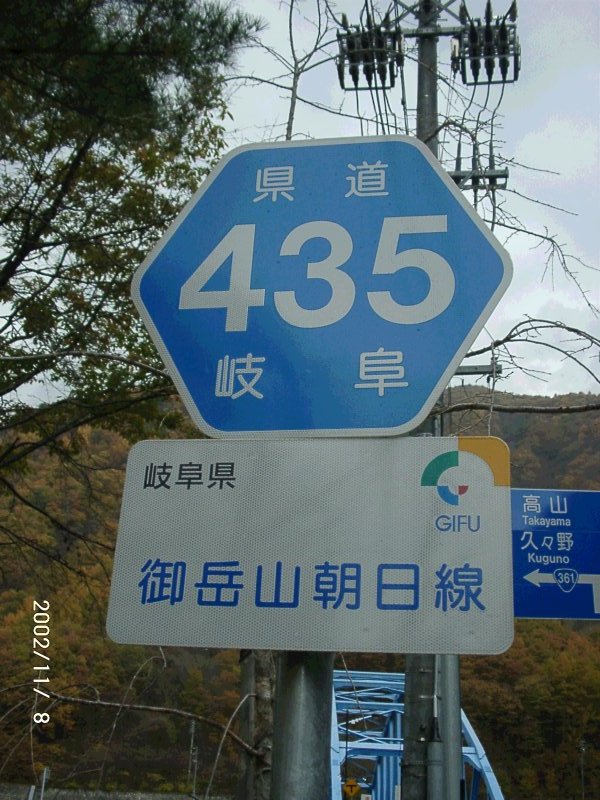 県道
435
岐阜
岐阜県
GIFU
御岳山朝日線
高山
Takayama
久々野
Kuguno
361
2002/11/ 8